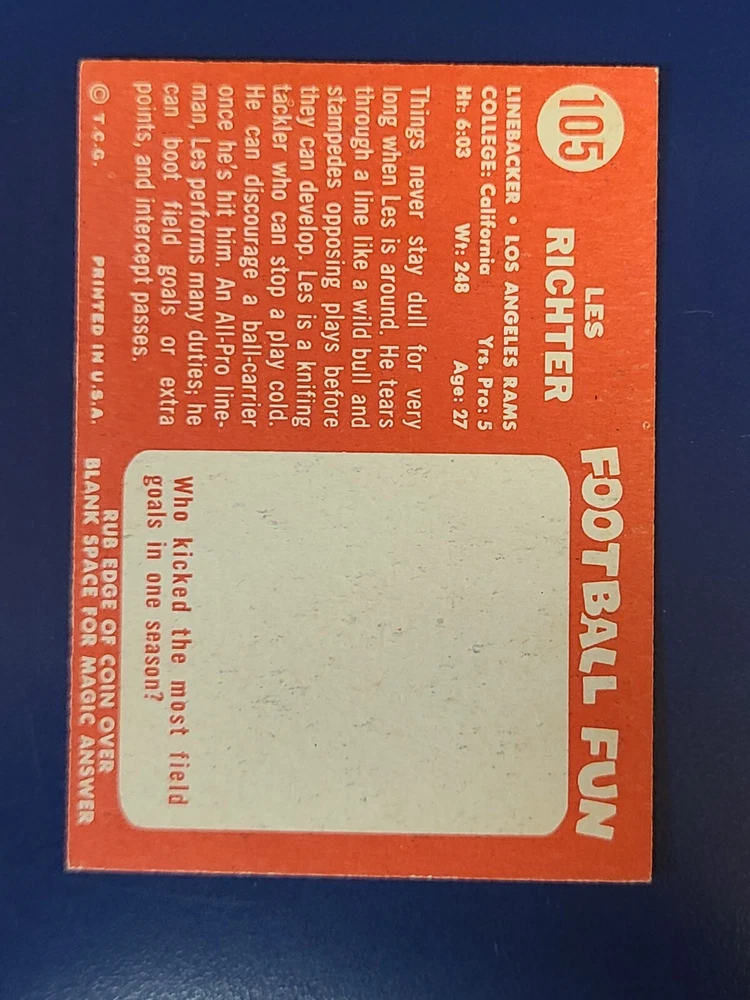 105
LES
RICHTER
LINEBACKER • LOS ANGELES RAMS
COLLEGE: California Yrs. Pro: 5
Ht: 6:03 Wt: 248 Age: 27
Things never stay dull for very
long when Les is around. He tears
through a line like a wild bull and
stampedes opposing plays before
they can develop. Les is a knifing
tackler who can stop a play cold.
He can discourage a ball-carrier
once he's hit him. An All-Pro line-
man, Les performs many duties; he
can boot field goals or extra
points, and intercept passes.
© T.C.G. PRINTED IN U.S.A.
FOOTBALL FUN
Who kicked the most field
goals in one season?
RUB EDGE OF COIN OVER
BLANK SPACE FOR MAGIC ANSWER